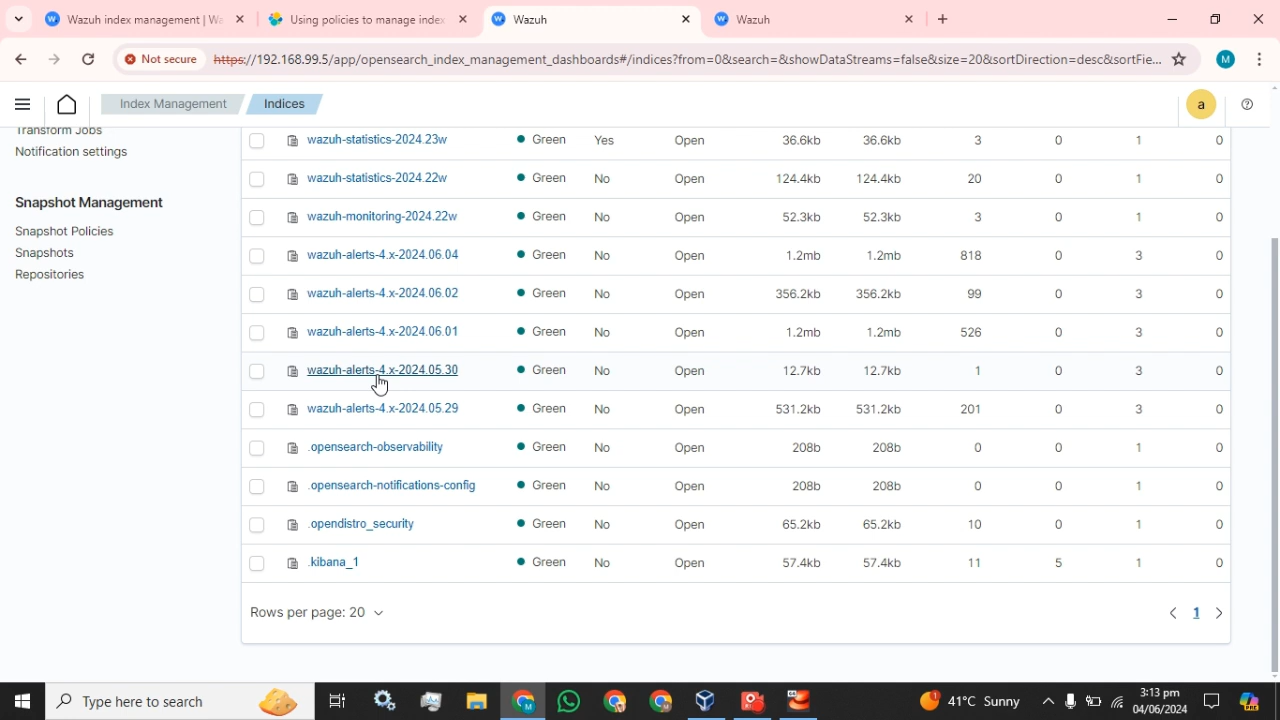 Wazuh index management | Wa
Using policies to manage index
Wazuh
Wazuh
Not secure
https://192.168.99.5/app/opensearch_index_management_dashboards#/indices?from=0&search=&showDataStreams=false&size=20&sortDirection=desc&sortFie...
M
Index Management
Indices
a
Transform Jobs
Notification settings
Snapshot Management
Snapshot Policies
Snapshots
Repositories
wazuh-statistics-2024.23w Green Yes Open 36.6kb 36.6kb 3 0 1 0
wazuh-statistics-2024.22w Green No Open 124.4kb 124.4kb 20 0 1 0
wazuh-monitoring-2024.22w Green No Open 52.3kb 52.3kb 3 0 1 0
wazuh-alerts-4.x-2024.06.04 Green No Open 1.2mb 1.2mb 818 0 3 0
wazuh-alerts-4.x-2024.06.02 Green No Open 356.2kb 356.2kb 99 0 3 0
wazuh-alerts-4.x-2024.06.01 Green No Open 1.2mb 1.2mb 526 0 3 0
wazuh-alerts-4.x-2024.05.30 Green No Open 12.7kb 12.7kb 1 0 3 0
wazuh-alerts-4.x-2024.05.29 Green No Open 531.2kb 531.2kb 201 0 3 0
.opensearch-observability Green No Open 208b 208b 0 0 1 0
.opensearch-notifications-config Green No Open 208b 208b 0 0 1 0
.opendistro_security Green No Open 65.2kb 65.2kb 10 0 1 0
.kibana_1 Green No Open 57.4kb 57.4kb 11 5 1 0
Rows per page: 20
1
Type here to search
1
41°C Sunny
3:13 pm
04/06/2024